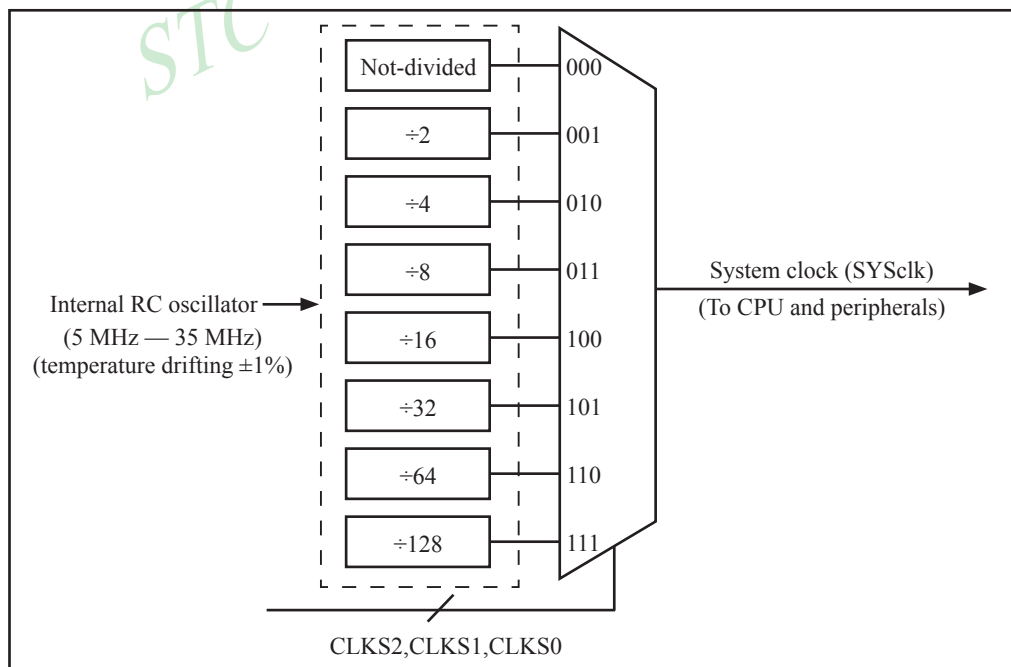 STC
Not-divided
000
÷2
001
÷4
010
÷8
011
÷16
100
÷32
101
÷64
110
÷128
111
Internal RC oscillator
(5 MHz — 35 MHz)
(temperature drifting ±1%)
System clock (SYSclk)
(To CPU and peripherals)
CLKS2,CLKS1,CLKS0